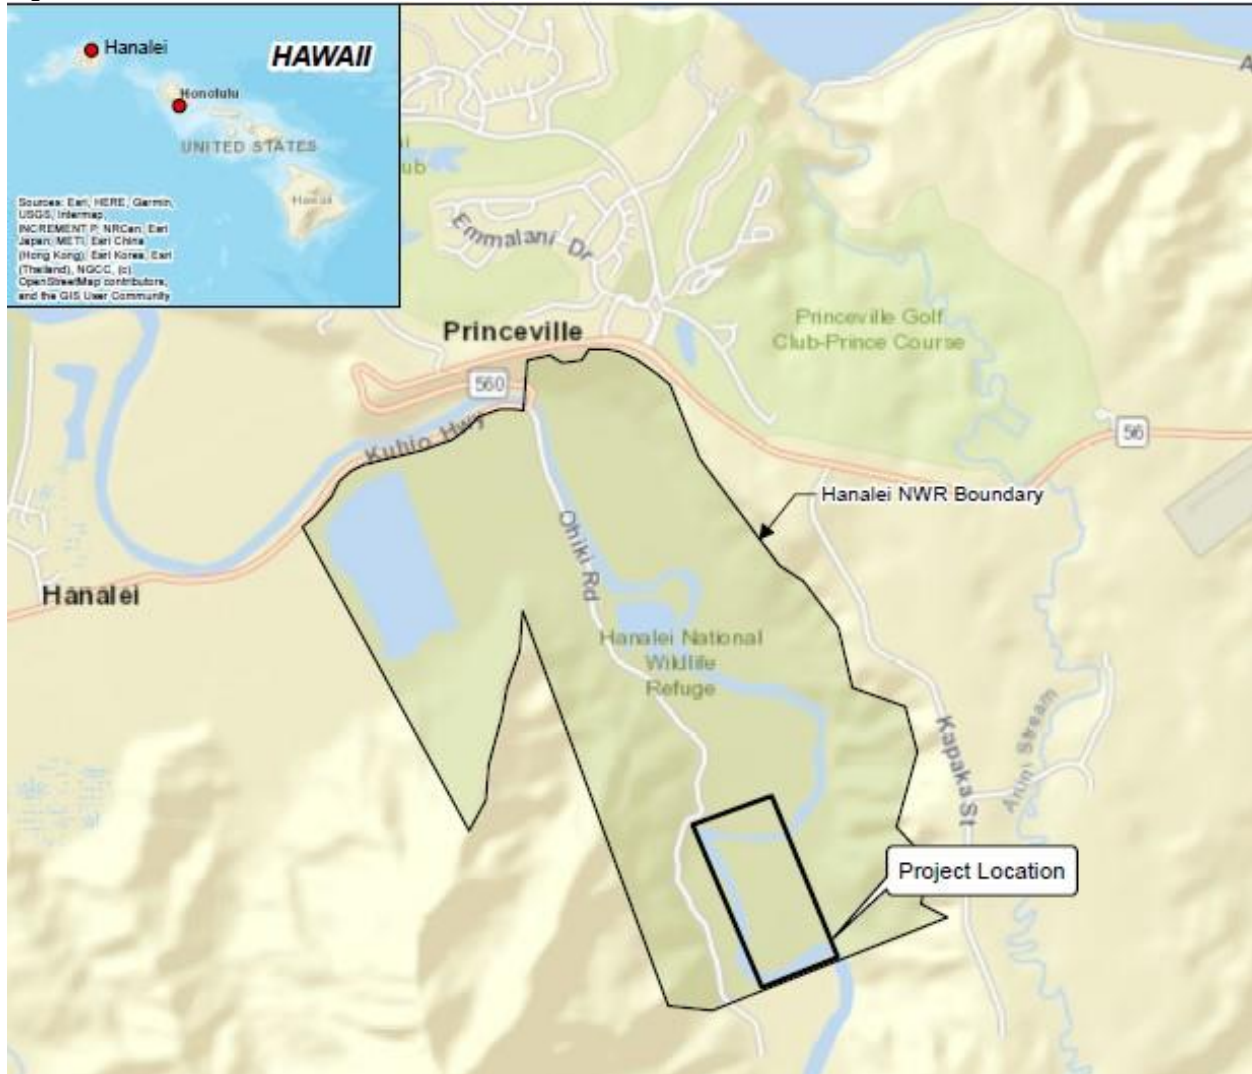 Hanalei
HAWAII
Honolulu
UNITED STATES
Hawaii
Sources: Esri, HERE, Garmin,
USGS, Intermap,
INCREMENT P, NRCan, Esri
Japan, METI, Esri China
(Hong Kong), Esri Korea, Esri
(Thailand), NGCC, (c)
OpenStreetMap contributors,
and the GIS User Community
Emmalani Dr
Princeville
Princeville Golf
Club-Prince Course
560
Kuhio Hwy
56
Hanalei NWR Boundary
Ohiki Rd
Hanalei
Hanalei National
Wildlife
Refuge
Kapaka St
Anini Stream
Project Location